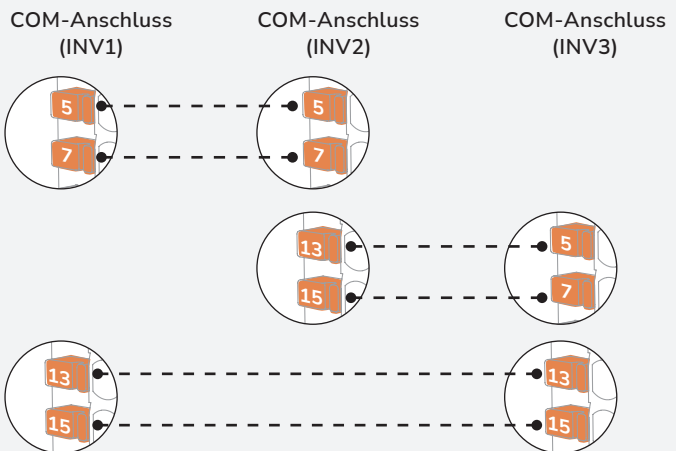 COM-Anschluss
(INV1)
COM-Anschluss
(INV2)
COM-Anschluss
(INV3)
5
5
7
7
13
5
15
7
13
13
15
15